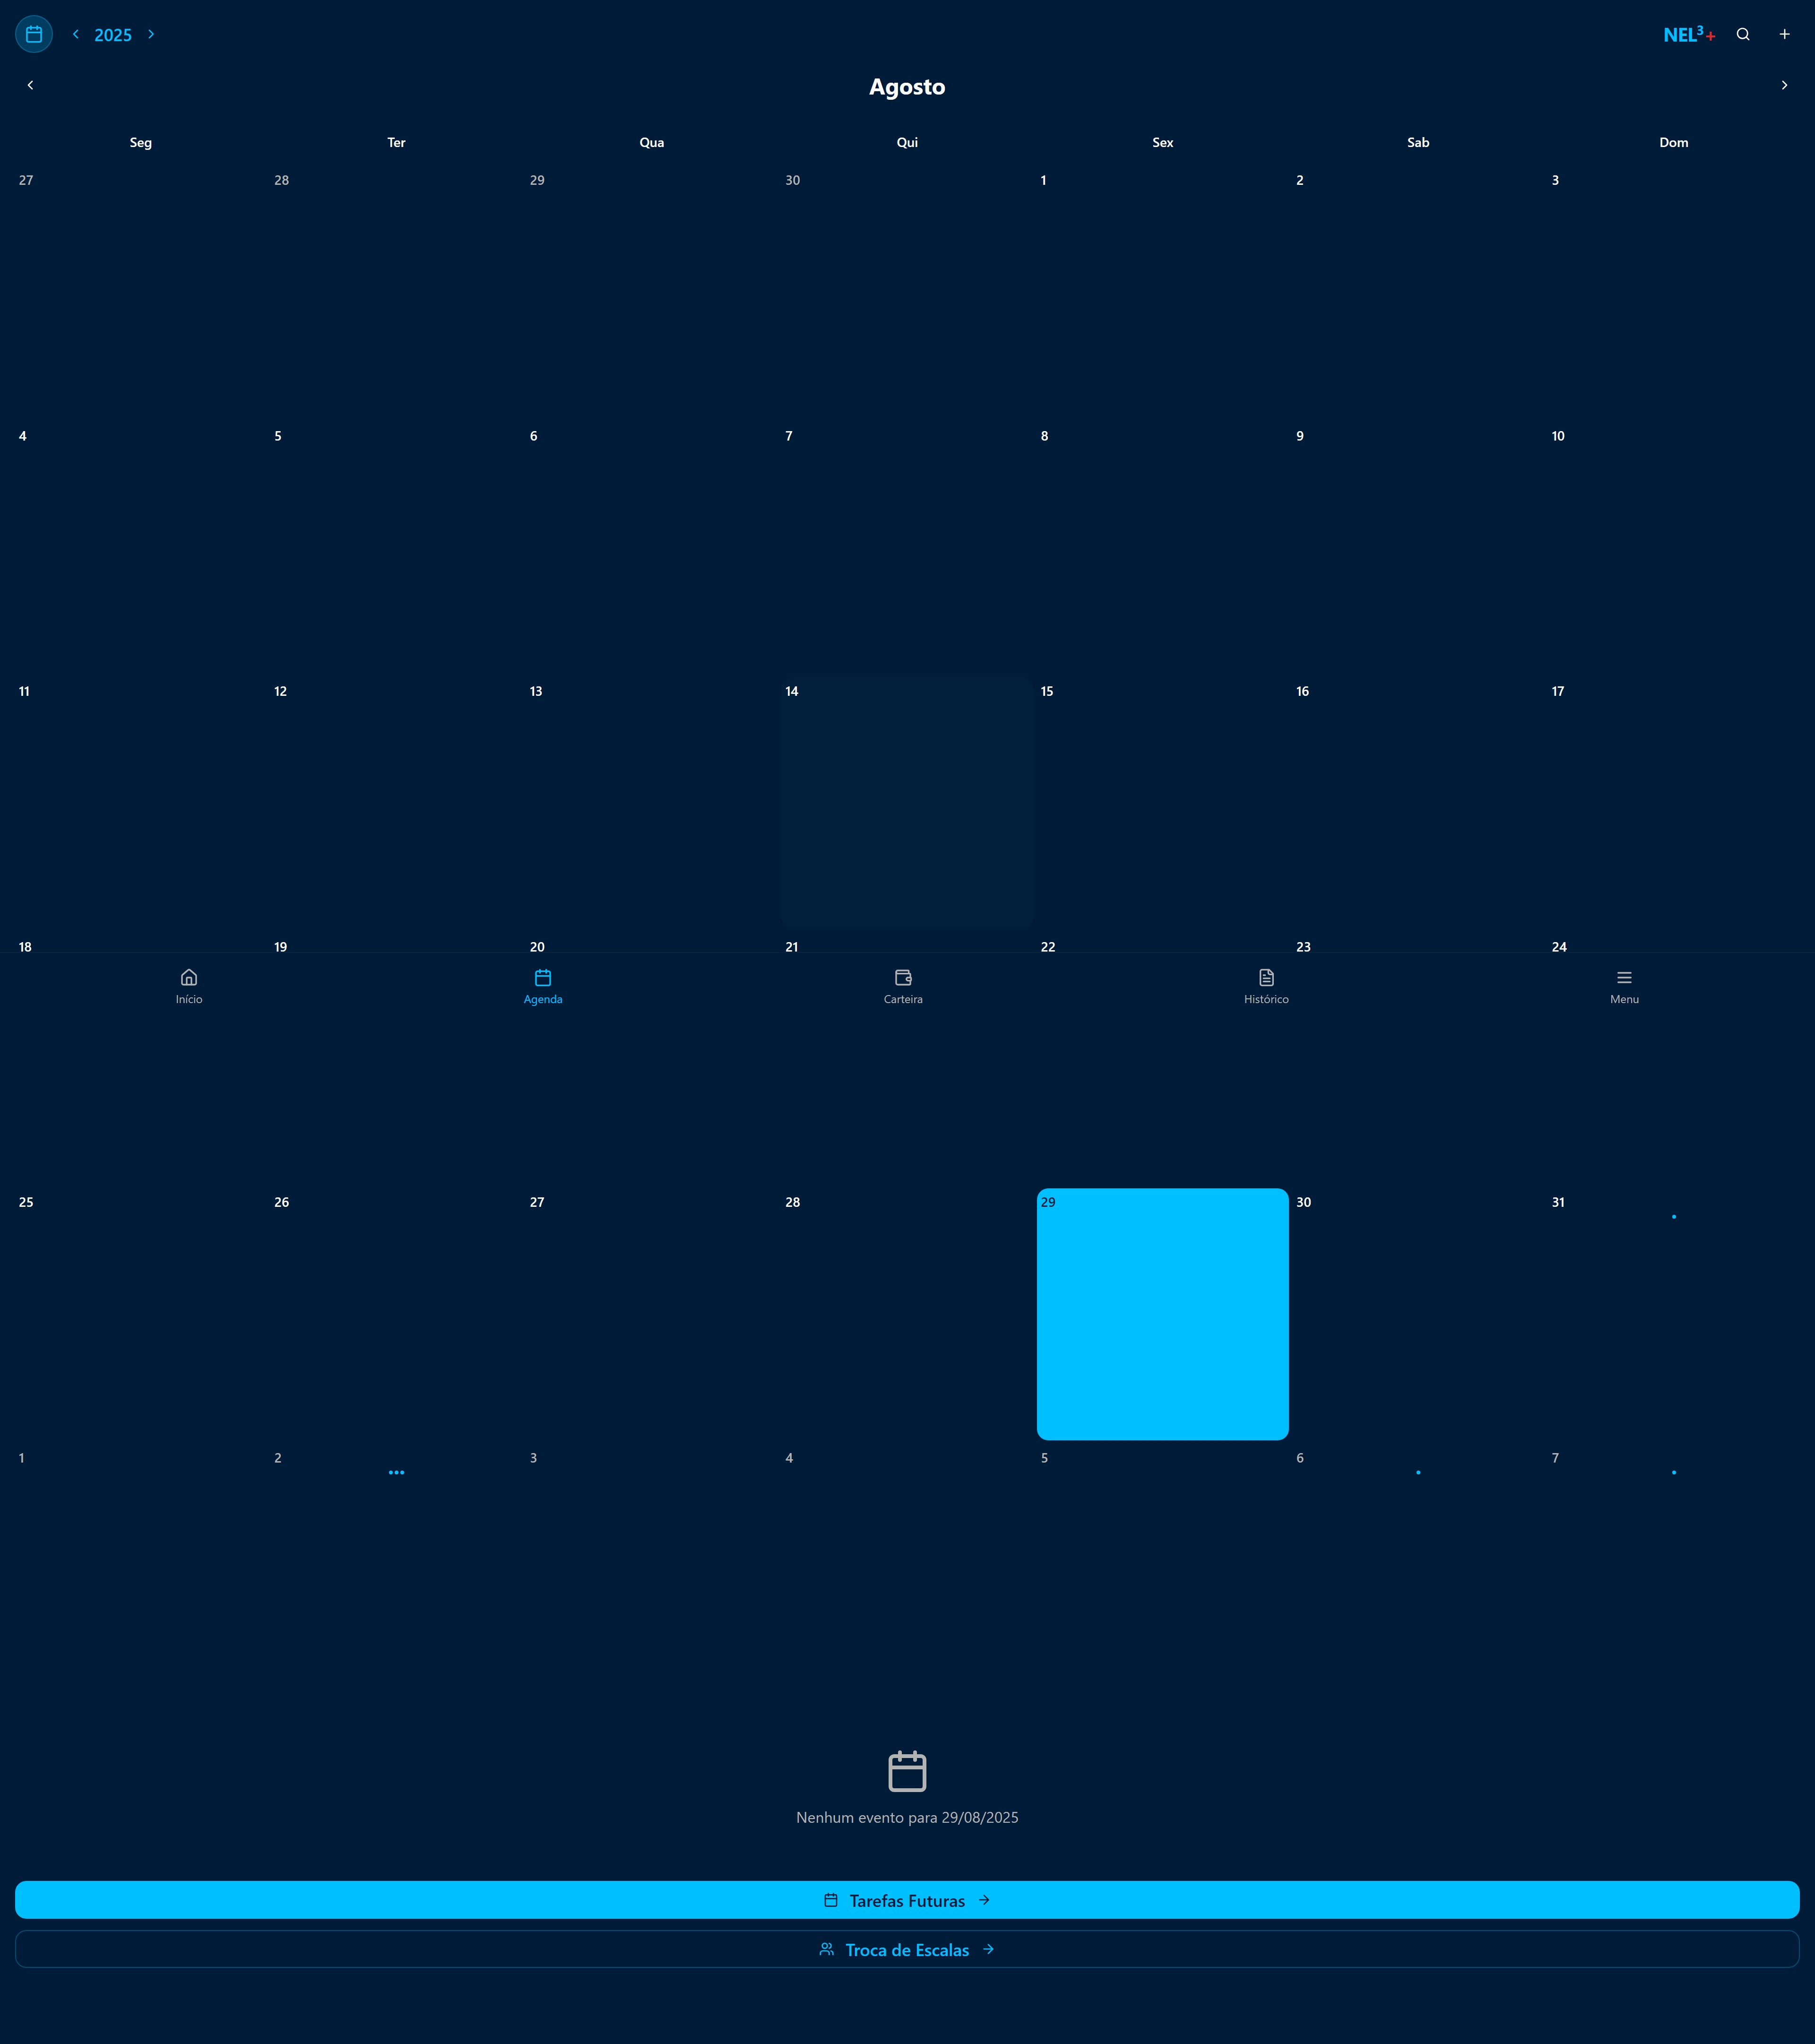 2025
NEL³+
Agosto
Seg Ter Qua Qui Sex Sab Dom
27 28 29 30 1 2 3
4 5 6 7 8 9 10
11 12 13 14 15 16 17
18 19 20 21 22 23 24
Início Agenda Carteira Histórico Menu
25 26 27 28 29 30 31
1 2 3 4 5 6 7
Nenhum evento para 29/08/2025
Tarefas Futuras
Troca de Escalas